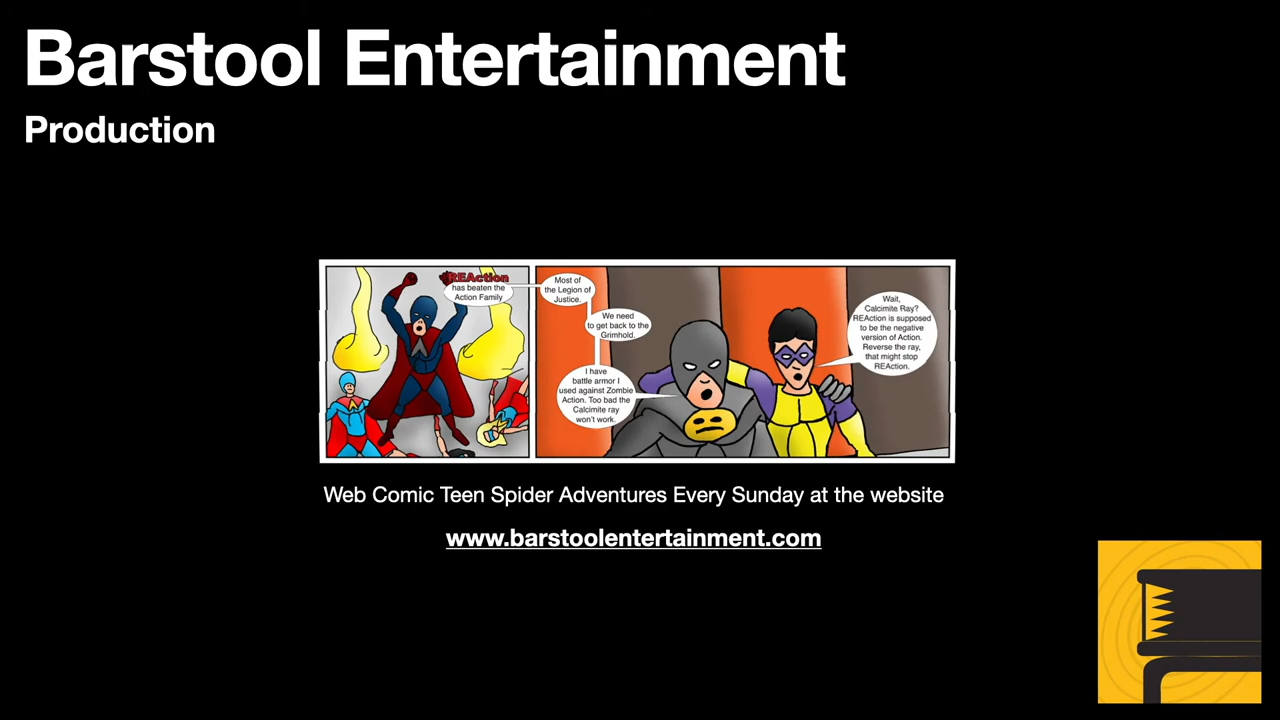 Barstool Entertainment
Production
REAction
has beaten the
Action Family
Most of
the Legion of
Justice.
We need
to get back to the
Grimhold.
I have
battle armor I
used against Zombie
Action. Too bad the
Calcimite ray
won't work.
Wait,
Calcimite Ray?
REAction is supposed
to be the negative
version of Action.
Reverse the ray,
that might stop
REAction.
Web Comic Teen Spider Adventures Every Sunday at the website
www.barstoolentertainment.com